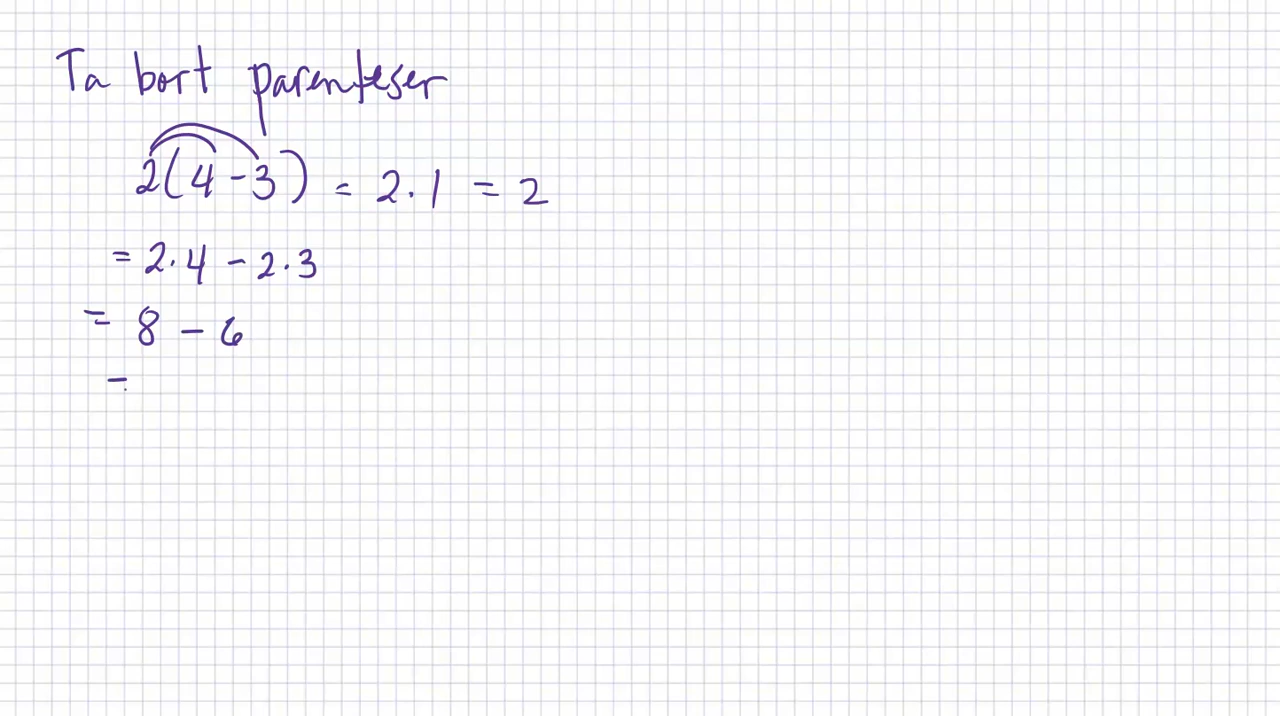 Ta bort parenteser
2(4-3) = 2·1 = 2
= 2·4 - 2·3
= 8 - 6
=